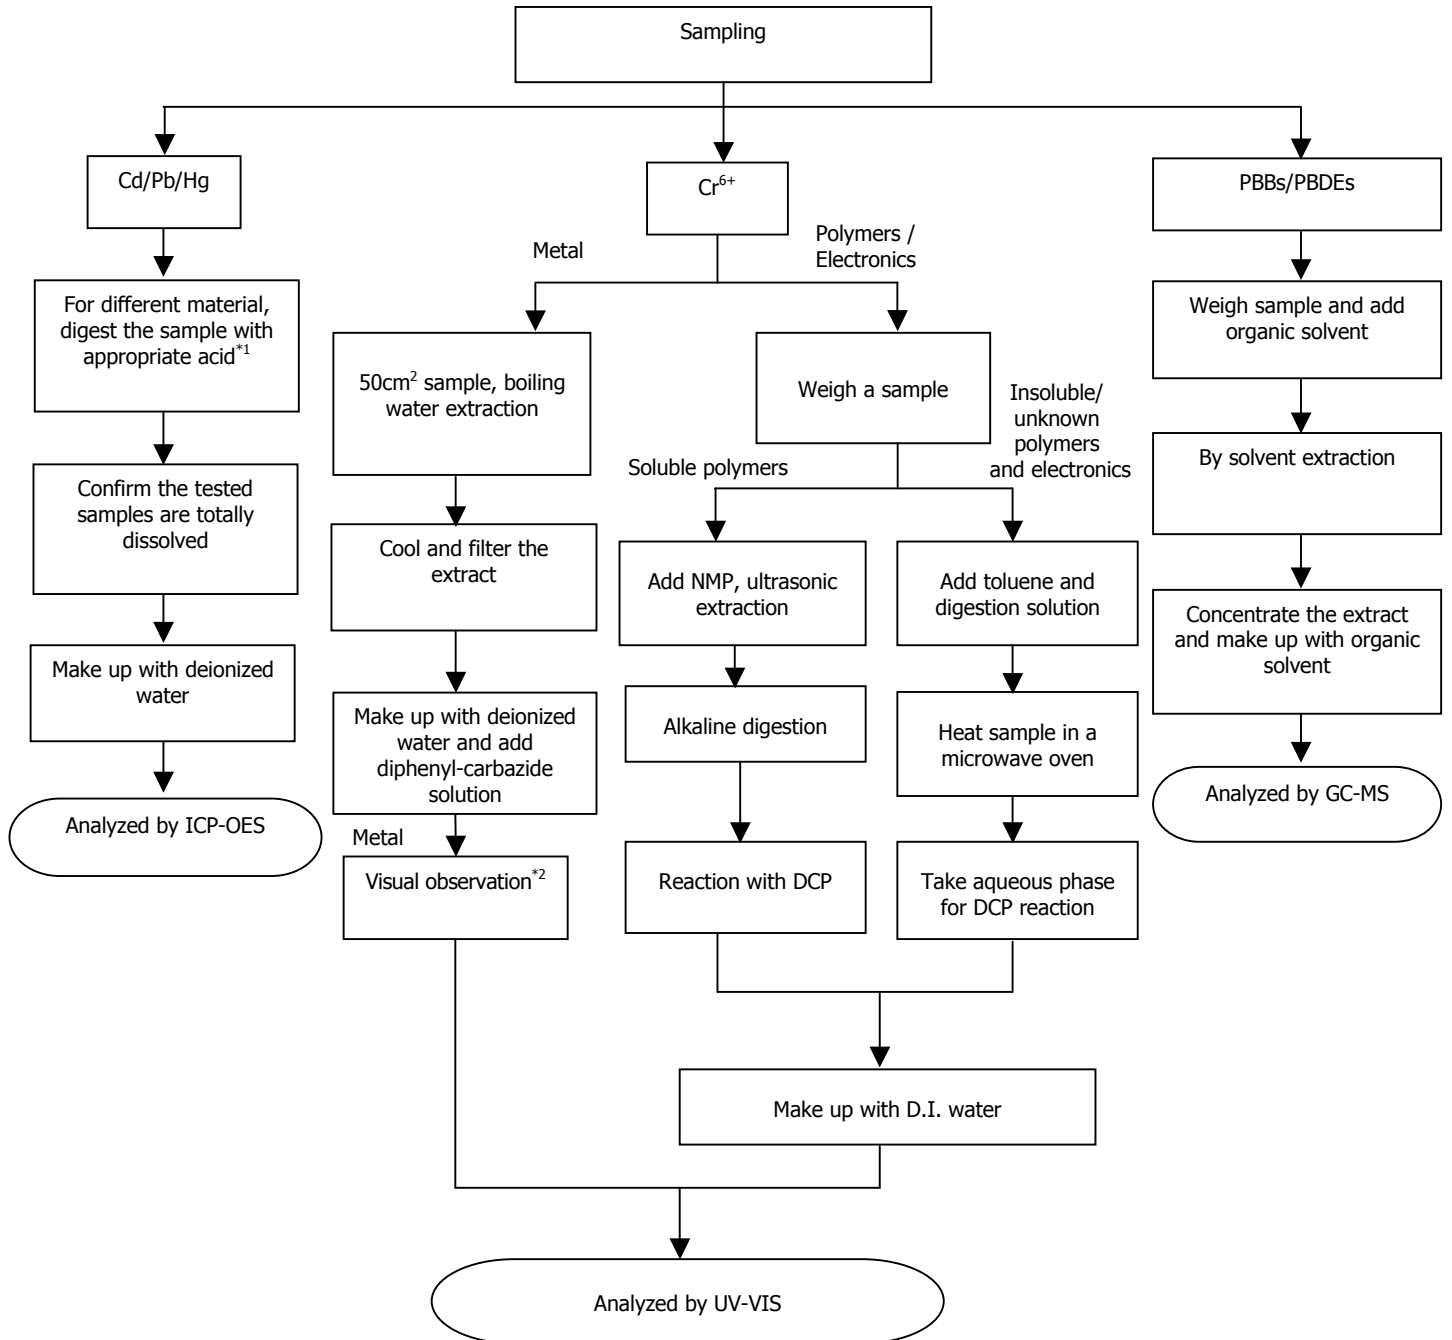 Sampling
Cd/Pb/Hg
Cr6+
PBBs/PBDEs
Metal
Polymers /
Electronics
For different material,
digest the sample with
appropriate acid*1
50cm2 sample, boiling
water extraction
Weigh a sample
Weigh sample and add
organic solvent
Insoluble/
unknown
polymers
and electronics
Soluble polymers
Confirm the tested
samples are totally
dissolved
Cool and filter the
extract
Add NMP, ultrasonic
extraction
Add toluene and
digestion solution
By solvent extraction
Make up with deionized
water
Make up with deionized
water and add
diphenyl-carbazide
solution
Alkaline digestion
Heat sample in a
microwave oven
Concentrate the extract
and make up with organic
solvent
Analyzed by ICP-OES
Metal
Visual observation*2
Reaction with DCP
Take aqueous phase
for DCP reaction
Analyzed by GC-MS
Make up with D.I. water
Analyzed by UV-VIS